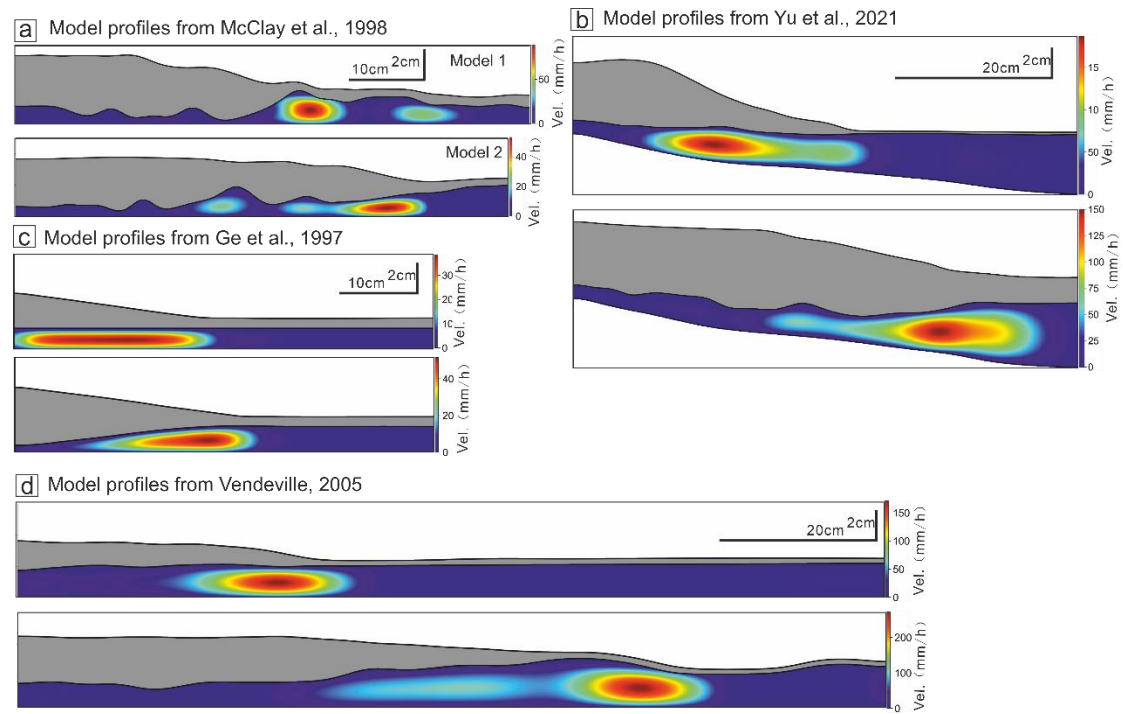 a Model profiles from McClay et al., 1998
Model 1
10cm 2cm
50
0
Vel. (mm/h)
Model 2
40
20
0
Vel. (mm/h)
b Model profiles from Yu et al., 2021
20cm 2cm
15
10
50
0
Vel. (mm/h)
150
125
100
75
50
25
0
Vel. (mm/h)
c Model profiles from Ge et al., 1997
10cm 2cm
30
20
10
0
Vel. (mm/h)
40
20
0
Vel. (mm/h)
d Model profiles from Vendeville, 2005
20cm 2cm
150
100
50
0
Vel. (mm/h)
200
100
0
Vel. (mm/h)